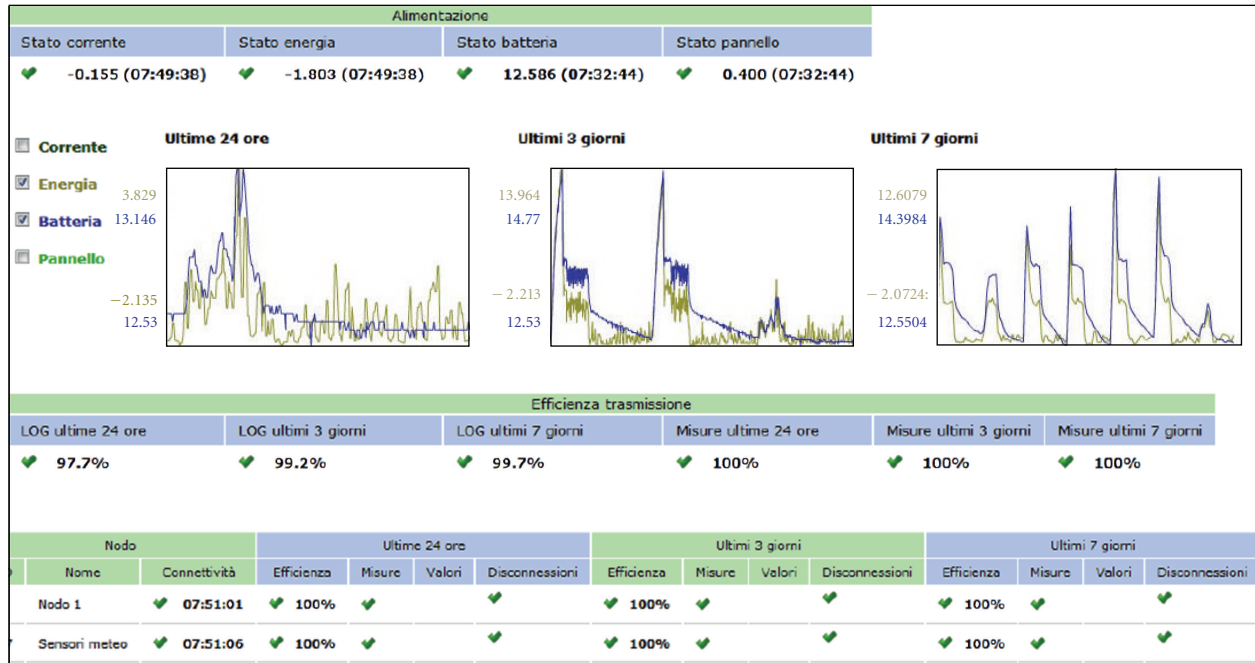 Alimentazione
Stato corrente Stato energia Stato batteria Stato pannello
-0.155 (07:49:38) -1.803 (07:49:38) 12.586 (07:32:44) 0.400 (07:32:44)
Ultime 24 ore Ultimi 3 giorni Ultimi 7 giorni
Corrente
Energia
Batteria
Pannello
3.829 13.964 12.6079
13.146 14.77 14.3984
−2.135 −2.213 −2.0724:
12.53 12.53 12.5504
Efficienza trasmissione
LOG ultime 24 ore LOG ultimi 3 giorni LOG ultimi 7 giorni Misure ultime 24 ore Misure ultimi 3 giorni Misure ultimi 7 giorni
97.7% 99.2% 99.7% 100% 100% 100%
Nodo Ultime 24 ore Ultimi 3 giorni Ultimi 7 giorni
Nome Connettività Efficienza Misure Valori Disconnessioni Efficienza Misure Valori Disconnessioni Efficienza Misure Valori Disconnessioni
Nodo 1 07:51:01 100% 100% 100%
Sensori meteo 07:51:06 100% 100% 100%